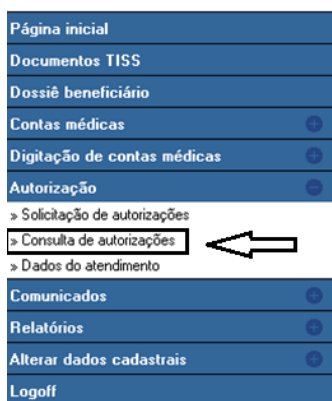 Página inicial
Documentos TISS
Dossiê beneficiário
Contas médicas
Digitação de contas médicas
Autorização
» Solicitação de autorizações
» Consulta de autorizações
» Dados do atendimento
Comunicados
Relatórios
Alterar dados cadastrais
Logoff